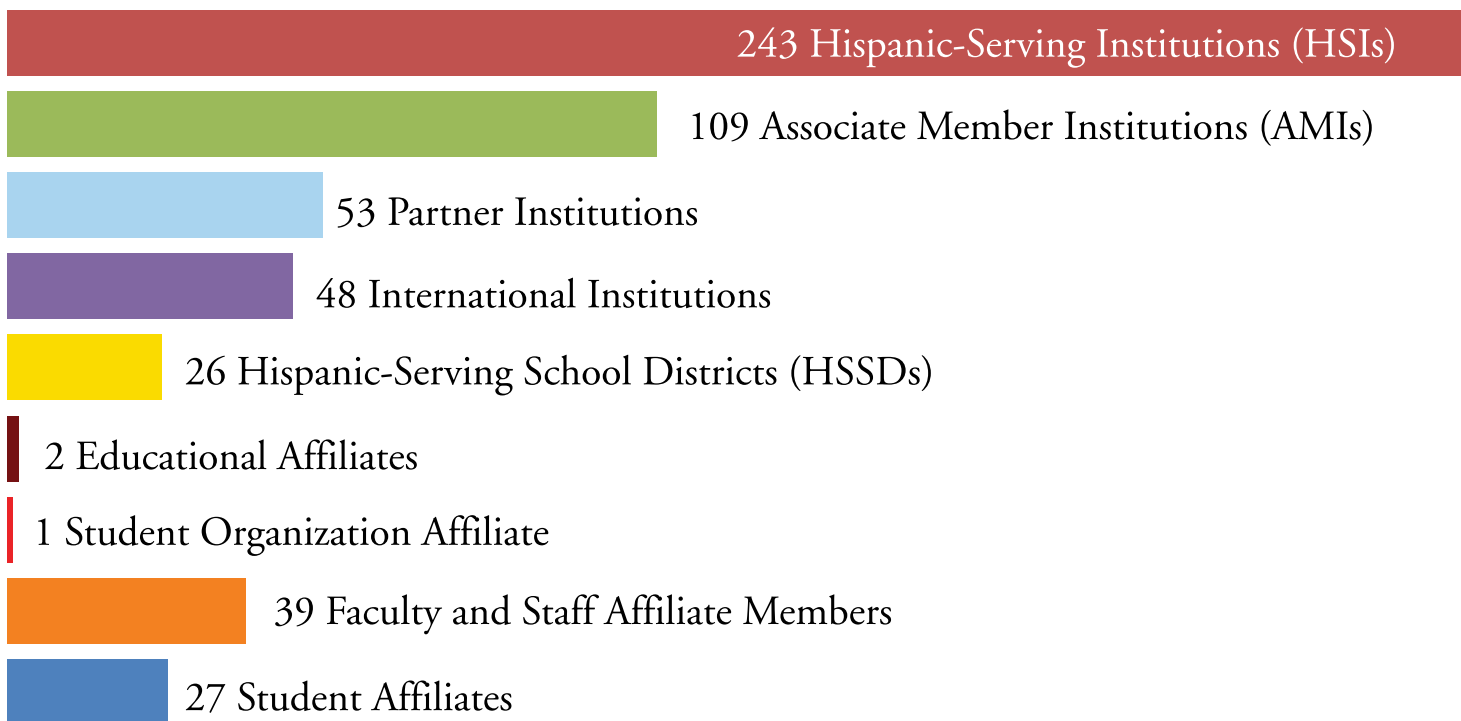 243 Hispanic-Serving Institutions (HSIs)
109 Associate Member Institutions (AMIs)
53 Partner Institutions
48 International Institutions
26 Hispanic-Serving School Districts (HSSDs)
2 Educational Affiliates
1 Student Organization Affiliate
39 Faculty and Staff Affiliate Members
27 Student Affiliates